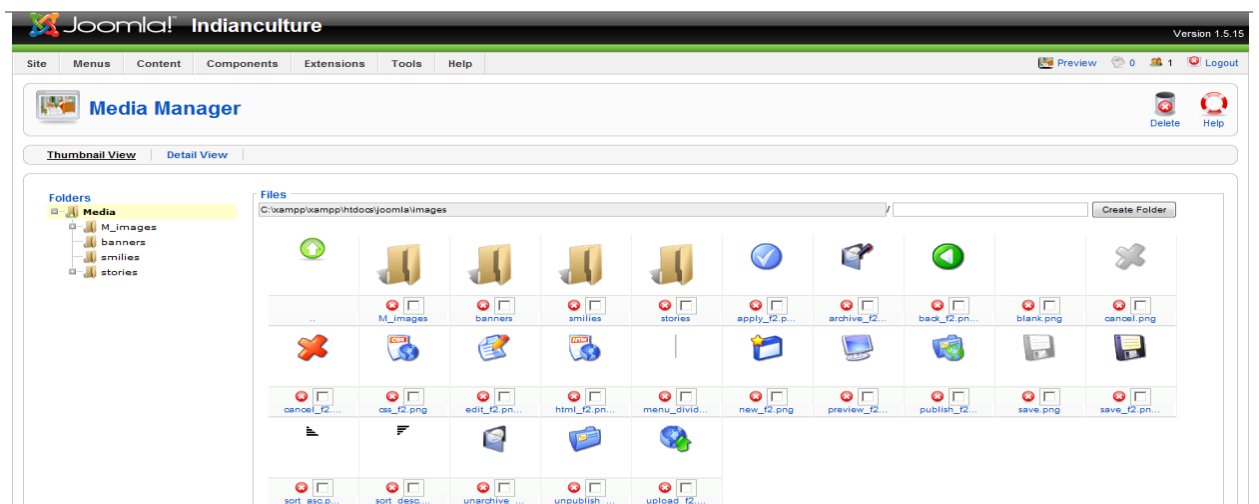 Joomla! Indianculture
Version 1.5.15
Site Menus Content Components Extensions Tools Help Preview 0 1 Logout
Media Manager
Delete Help
Thumbnail View Detail View
Folders
Media
M_images
banners
smilies
stories
Files
C:\xampp\xampp\htdocs\joomla\images / Create Folder
.. M_images banners smilies stories apply_f2.p... archive_f2... back_f2.pn... blank.png cancel.png
cancel_f2.... css_f2.png edit_f2.pn... html_f2.pn... menu_divid... new_f2.png preview_f2... publish_f2... save.png save_f2.pn...
sort_asc.p... sort_desc.... unarchive_... unpublish_... upload_f2....